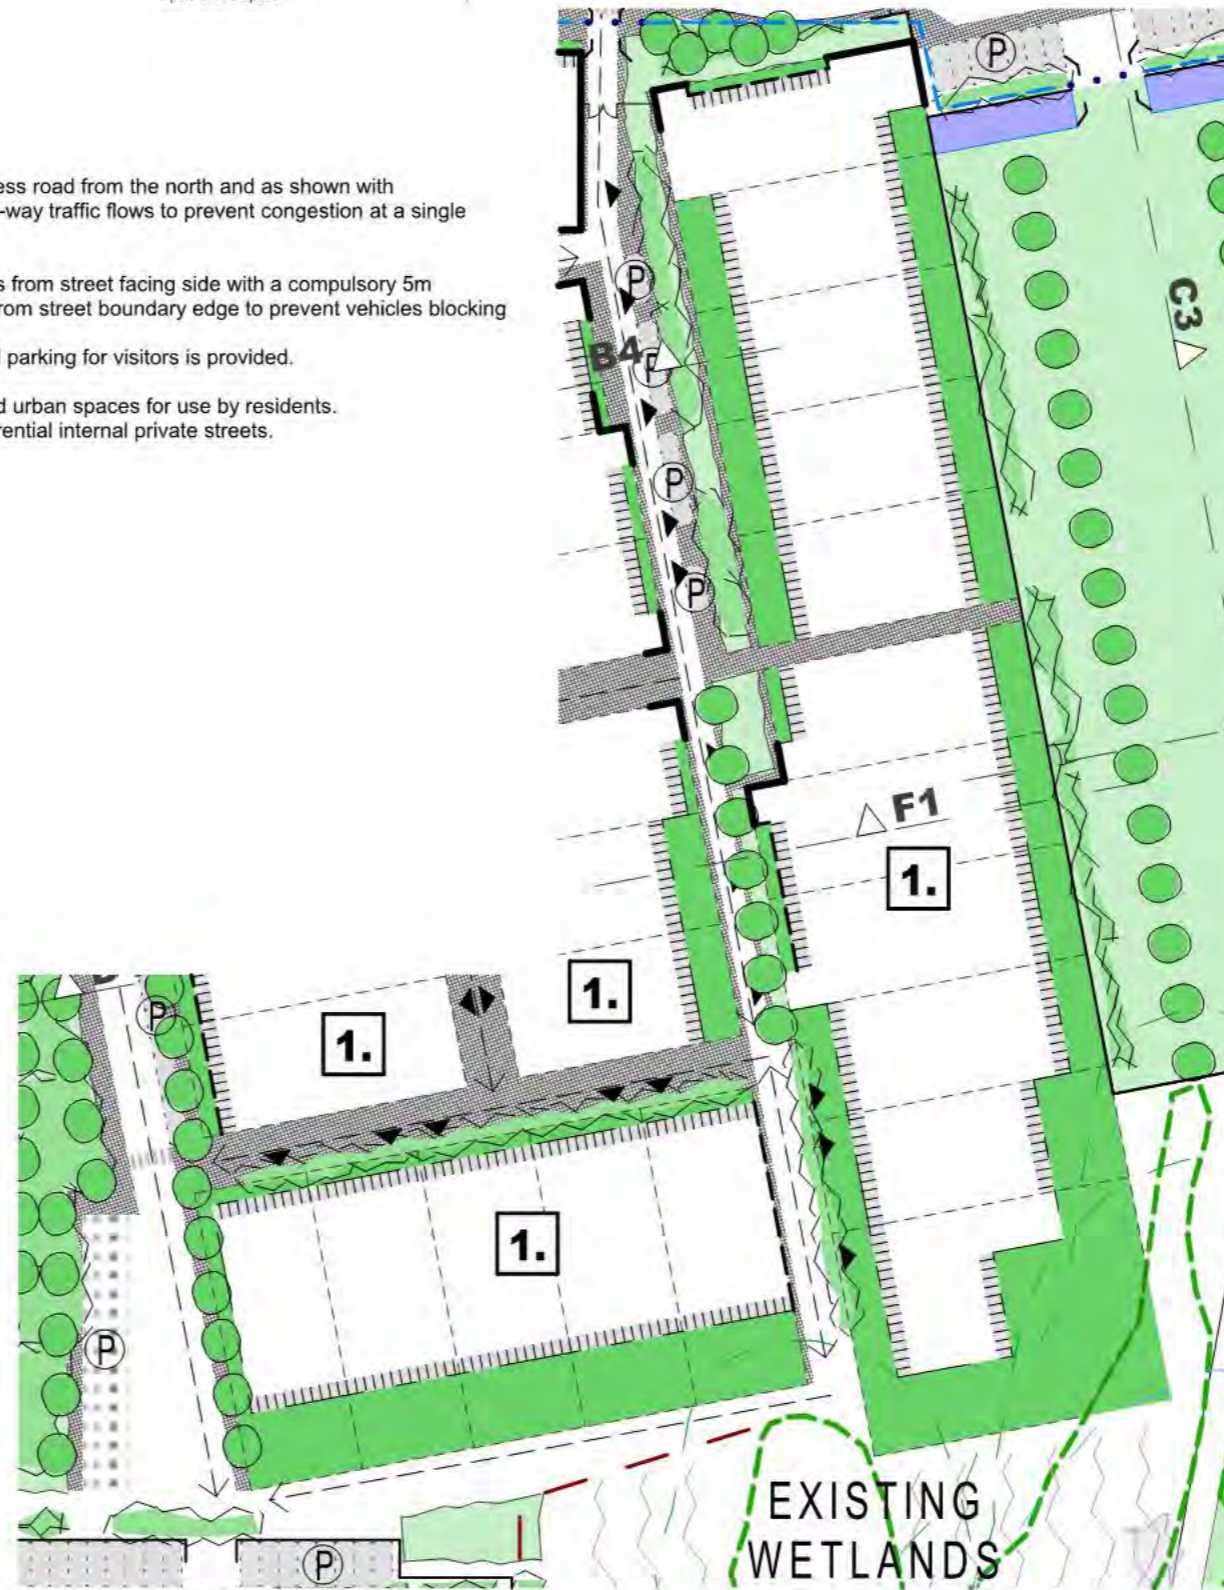 ess road from the north and as shown with
-way traffic flows to prevent congestion at a single
s from street facing side with a compulsory 5m
rom street boundary edge to prevent vehicles blocking
parking for visitors is provided.
d urban spaces for use by residents.
rential internal private streets.
P
C3
P
B4
P
P
P
F1
1.
1.
P
1.
1.
P
P
EXISTING
WETLANDS